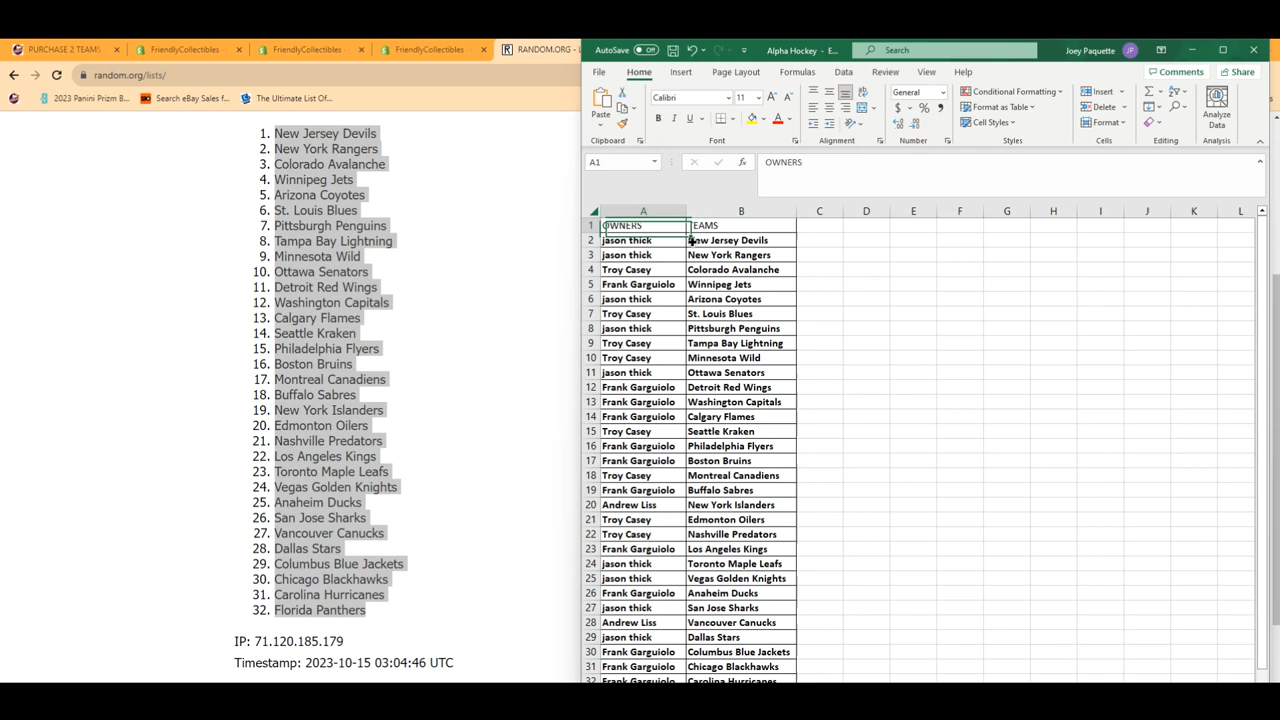 PURCHASE 2 TEAMS
FriendlyCollectibles -
FriendlyCollectibles -
FriendlyCollectibles -
RANDOM.ORG - L
random.org/lists/
2023 Panini Prizm B...
Search eBay Sales f...
The Ultimate List Of...
1. New Jersey Devils
2. New York Rangers
3. Colorado Avalanche
4. Winnipeg Jets
5. Arizona Coyotes
6. St. Louis Blues
7. Pittsburgh Penguins
8. Tampa Bay Lightning
9. Minnesota Wild
10. Ottawa Senators
11. Detroit Red Wings
12. Washington Capitals
13. Calgary Flames
14. Seattle Kraken
15. Philadelphia Flyers
16. Boston Bruins
17. Montreal Canadiens
18. Buffalo Sabres
19. New York Islanders
20. Edmonton Oilers
21. Nashville Predators
22. Los Angeles Kings
23. Toronto Maple Leafs
24. Vegas Golden Knights
25. Anaheim Ducks
26. San Jose Sharks
27. Vancouver Canucks
28. Dallas Stars
29. Columbus Blue Jackets
30. Chicago Blackhawks
31. Carolina Hurricanes
32. Florida Panthers
IP: 71.120.185.179
Timestamp: 2023-10-15 03:04:46 UTC
AutoSave Off Alpha Hockey - E... Search Joey Paquette JP
File Home Insert Page Layout Formulas Data Review View Help Comments Share
Paste Calibri 11 General Conditional Formatting Insert
Format as Table Delete
Cell Styles Format Analyze Data
Clipboard Font Alignment Number Styles Cells Editing Analysis
A1 OWNERS
A B C D E F G H I J K L
1 OWNERS TEAMS
2 jason thick New Jersey Devils
3 jason thick New York Rangers
4 Troy Casey Colorado Avalanche
5 Frank Garguiolo Winnipeg Jets
6 jason thick Arizona Coyotes
7 Troy Casey St. Louis Blues
8 jason thick Pittsburgh Penguins
9 Troy Casey Tampa Bay Lightning
10 Troy Casey Minnesota Wild
11 jason thick Ottawa Senators
12 Frank Garguiolo Detroit Red Wings
13 Frank Garguiolo Washington Capitals
14 Frank Garguiolo Calgary Flames
15 Troy Casey Seattle Kraken
16 Frank Garguiolo Philadelphia Flyers
17 Frank Garguiolo Boston Bruins
18 Troy Casey Montreal Canadiens
19 Frank Garguiolo Buffalo Sabres
20 Andrew Liss New York Islanders
21 Troy Casey Edmonton Oilers
22 Troy Casey Nashville Predators
23 Frank Garguiolo Los Angeles Kings
24 jason thick Toronto Maple Leafs
25 jason thick Vegas Golden Knights
26 Frank Garguiolo Anaheim Ducks
27 jason thick San Jose Sharks
28 Andrew Liss Vancouver Canucks
29 jason thick Dallas Stars
30 Frank Garguiolo Columbus Blue Jackets
31 Frank Garguiolo Chicago Blackhawks
32 Frank Garguiolo Carolina Hurricanes